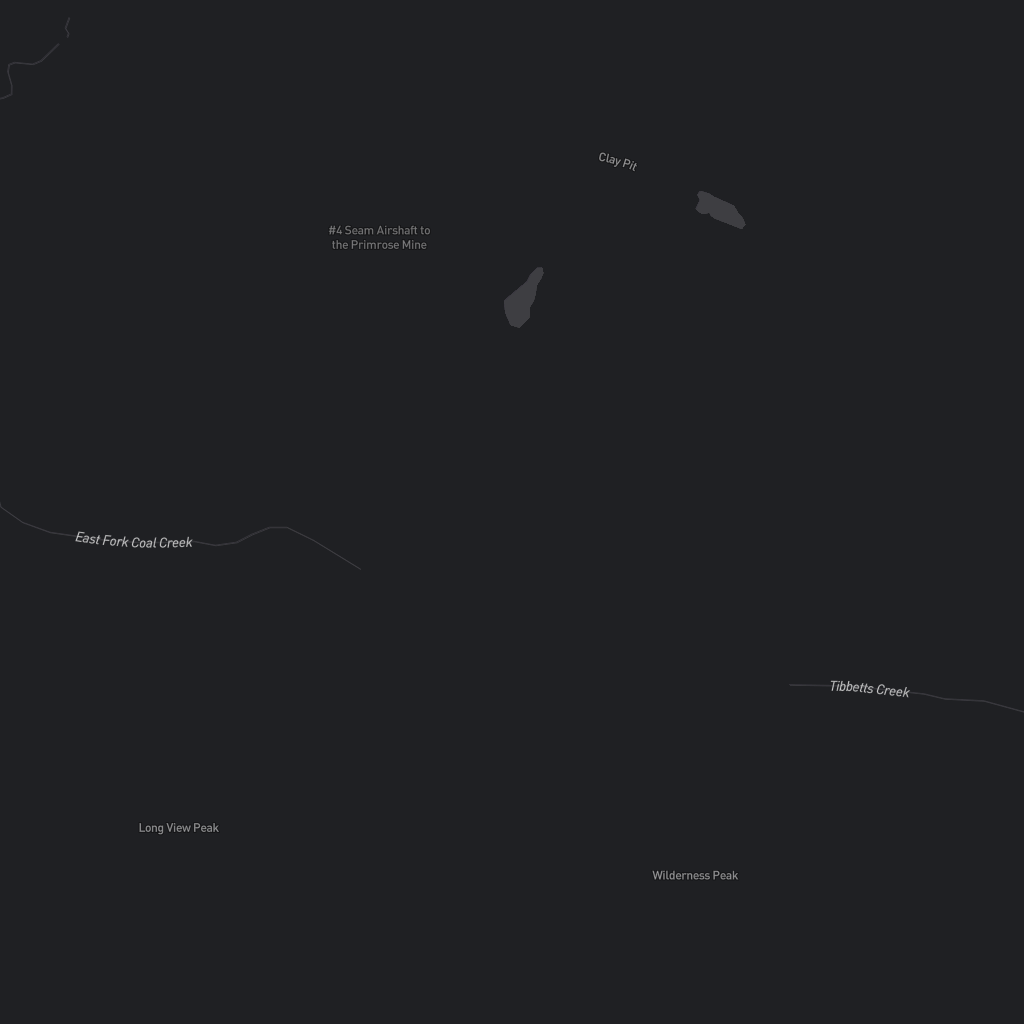 Clay Pit
#4 Seam Airshaft to
the Primrose Mine
East Fork Coal Creek
Tibbetts Creek
Long View Peak
Wilderness Peak